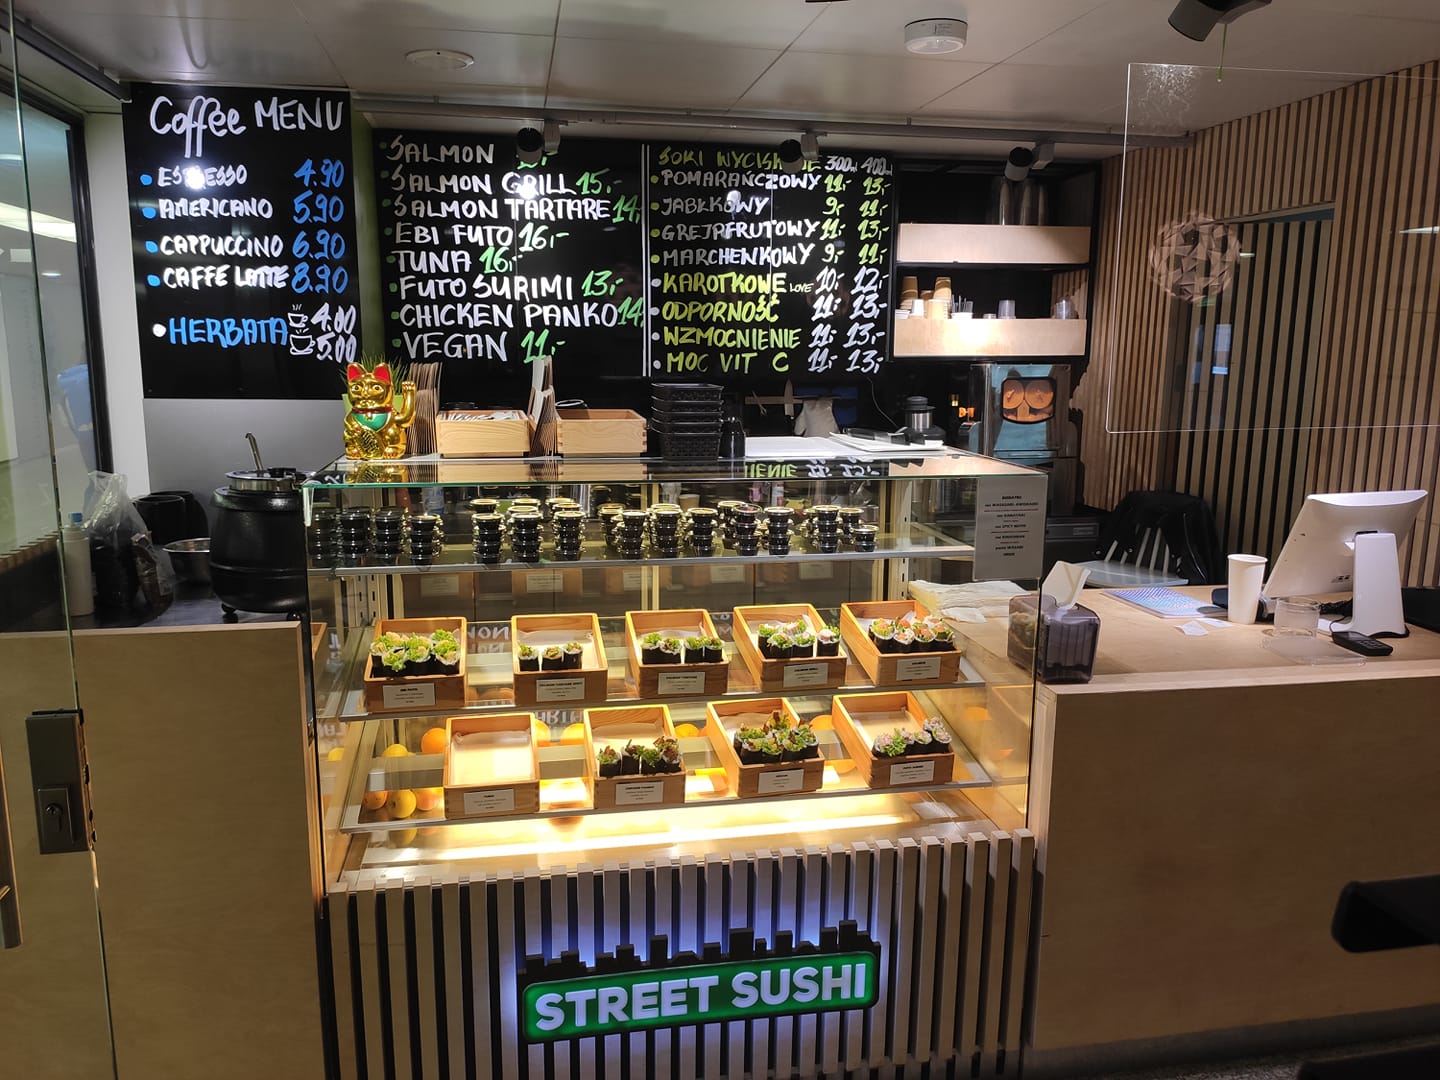 Coffee MENU
ESPRESSO 4.90
AMERICANO 5.90
CAPPUCCINO 6.90
CAFFE LATTE 8.90
HERBATA 4.00
5.00
SALMON
SALMON GRILL 15,-
SALMON TARTARE 14,-
EBI FUTO 16,-
TUNA 16,-
FUTO SURIMI 13,-
CHICKEN PANKO 14,-
VEGAN 11,-
SOKI WYCISKANE 300ml 400ml
POMARAŃCZOWY 11,- 13,-
JABŁKOWY 9,- 11,-
GREJPFRUTOWY 11,- 13,-
MARCHENKOWY 9,- 11,-
KAROTKOWE LOVE 10,- 12,-
ODPORNOŚĆ 11,- 13,-
WZMOCNIENIE 11,- 13,-
MOC VIT C 11,- 13,-
DODATKI
STREET SUSHI